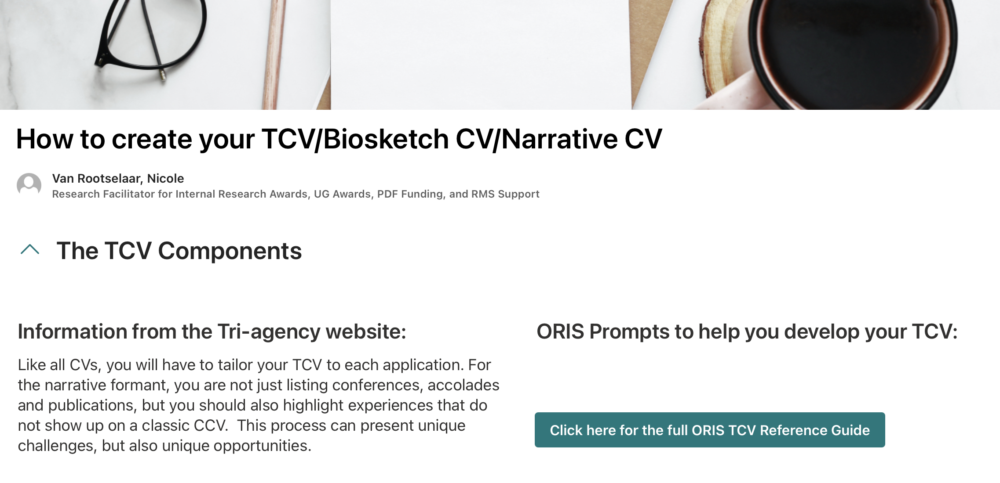 How to create your TCV/Biosketch CV/Narrative CV
Van Rootselaar, Nicole
Research Facilitator for Internal Research Awards, UG Awards, PDF Funding, and RMS Support
The TCV Components
Information from the Tri-agency website:
Like all CVs, you will have to tailor your TCV to each application. For
the narrative formant, you are not just listing conferences, accolades
and publications, but you should also highlight experiences that do
not show up on a classic CCV.  This process can present unique
challenges, but also unique opportunities.
ORIS Prompts to help you develop your TCV:
Click here for the full ORIS TCV Reference Guide